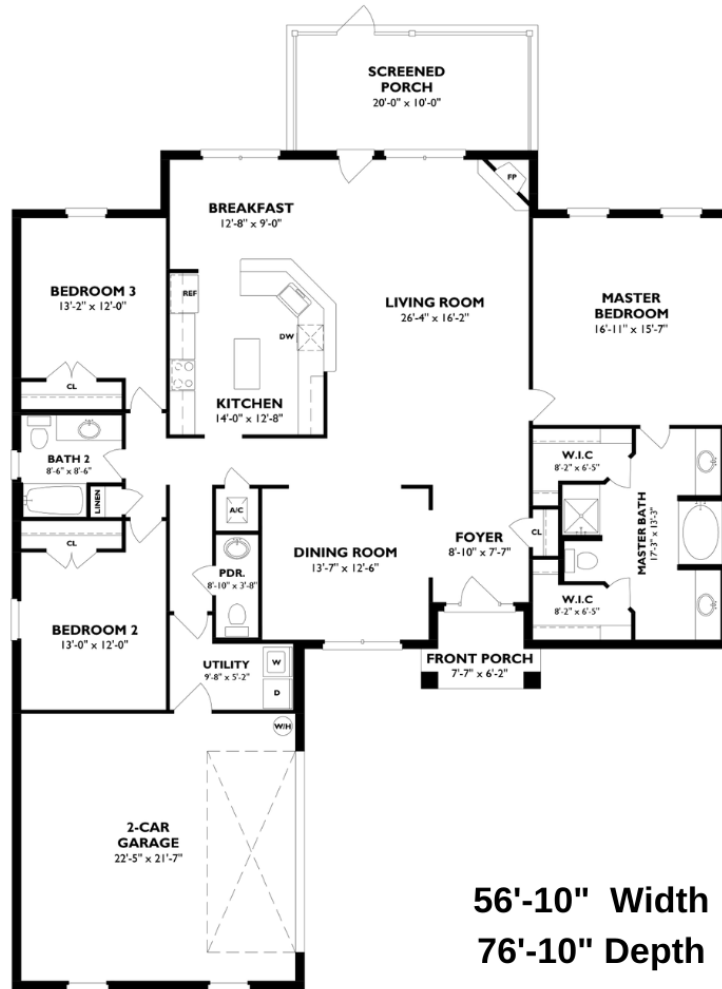 SCREENED
PORCH
20'-0" x 10'-0"
FP
BREAKFAST
12'-8" x 9'-0"
BEDROOM 3
13'-2" x 12'-0"
REF
LIVING ROOM
26'-4" x 16'-2"
MASTER
BEDROOM
16'-11" x 15'-7"
DW
CL
KITCHEN
14'-0" x 12'-8"
BATH 2
8'-6" x 8'-6"
W.I.C
8'-2" x 6'-5"
LINEN
A/C
CL
MASTER BATH
17'-3" x 13'-3"
FOYER
8'-10" x 7'-7"
CL
DINING ROOM
13'-7" x 12'-6"
PDR.
8'-10" x 3'-8"
W.I.C
8'-2" x 6'-5"
BEDROOM 2
13'-0" x 12'-0"
UTILITY
9'-8" x 5'-2"
W
D
FRONT PORCH
7'-7" x 6'-2"
W/H
2-CAR
GARAGE
22'-5" x 21'-7"
56'-10" Width
76'-10" Depth